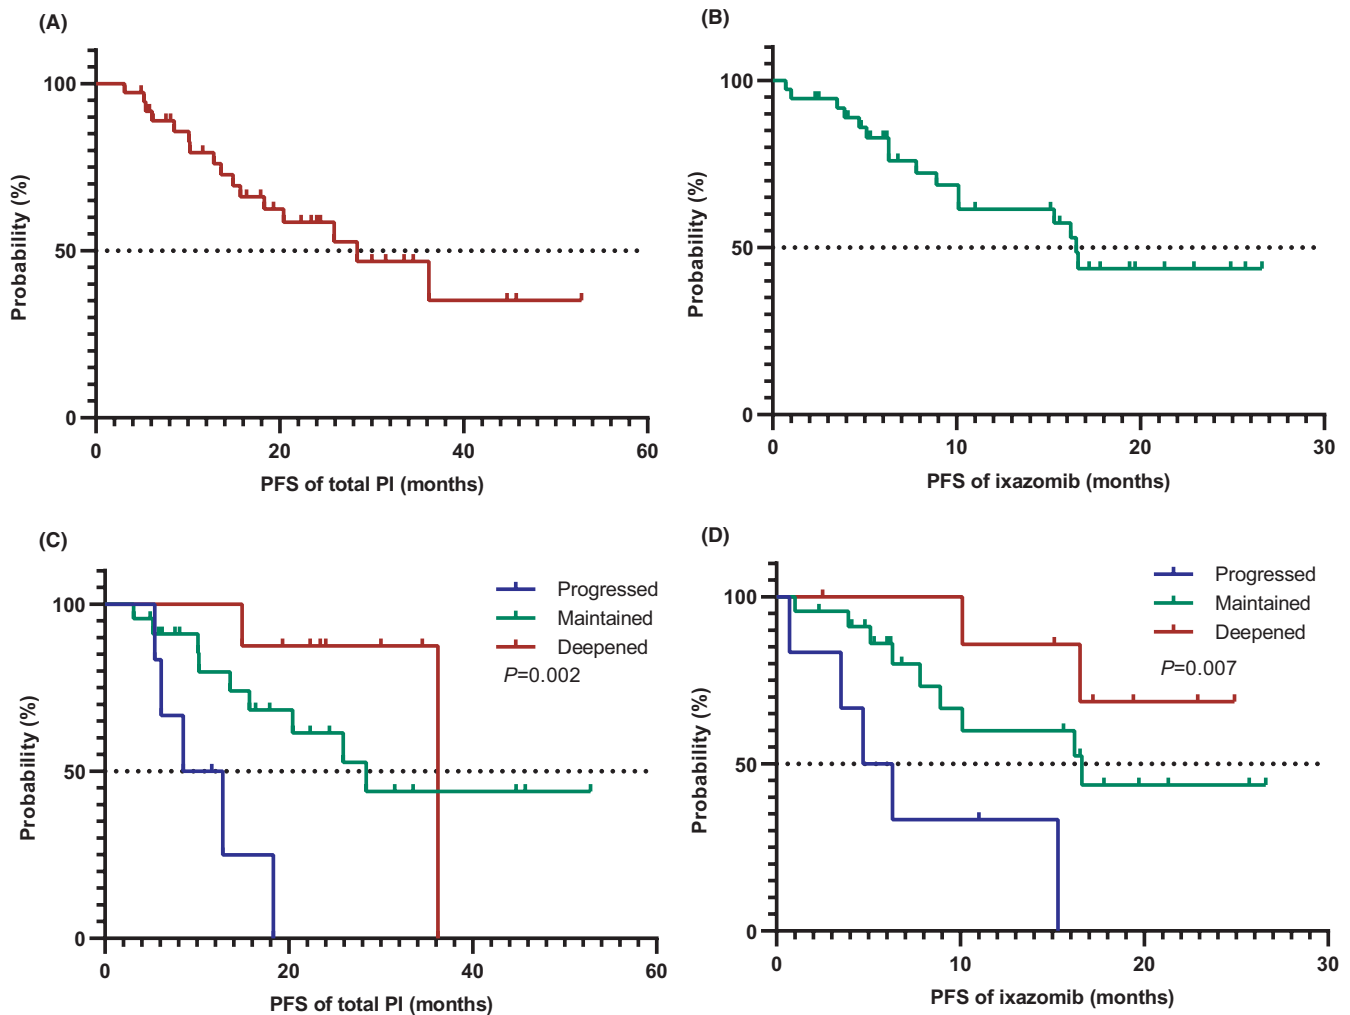 (A)
100
50
0
Probability (%)
0 20 40 60
PFS of total PI (months)
(B)
100
50
0
Probability (%)
0 10 20 30
PFS of ixazomib (months)
(C)
Progressed
Maintained
Deepened
P=0.002
100
50
0
Probability (%)
0 20 40 60
PFS of total PI (months)
(D)
Progressed
Maintained
Deepened
P=0.007
100
50
0
Probability (%)
0 10 20 30
PFS of ixazomib (months)